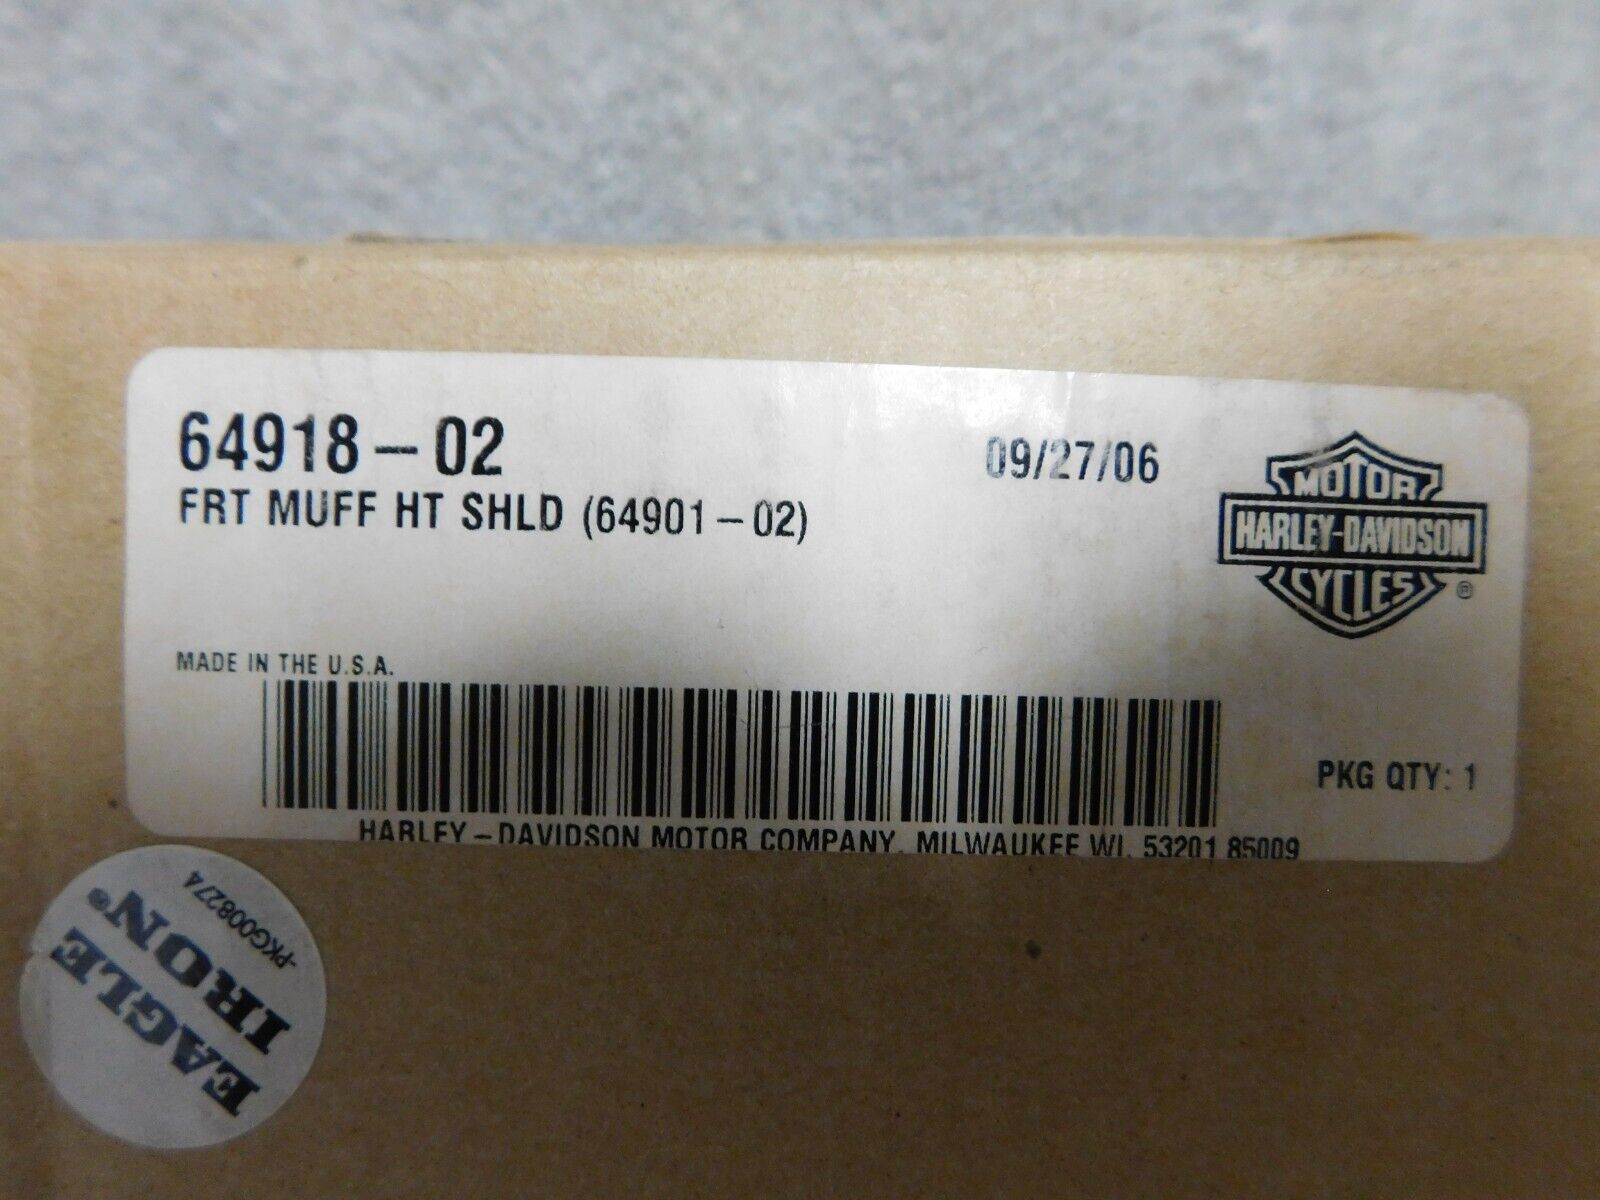 64918-02
09/27/06
FRT MUFF HT SHLD (64901-02)
MOTOR
HARLEY-DAVIDSON
CYCLES®
MADE IN THE U.S.A.
PKG QTY: 1
HARLEY-DAVIDSON MOTOR COMPANY, MILWAUKEE WI, 53201 85009
EAGLE
IRON®
-PKG008274